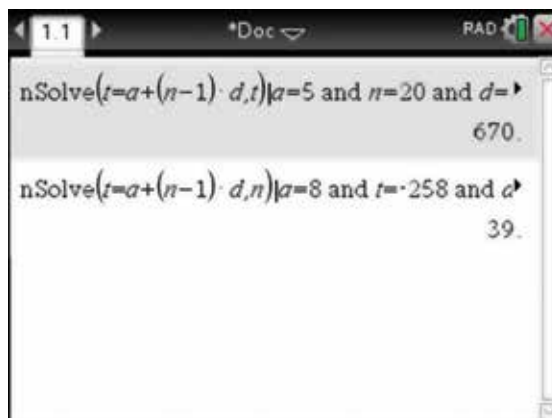 1.1 *Doc RAD
nSolve(t=a+(n−1)· d,t)|a=5 and n=20 and d=
670.
nSolve(t=a+(n−1)· d,n)|a=8 and t=-258 and
39.